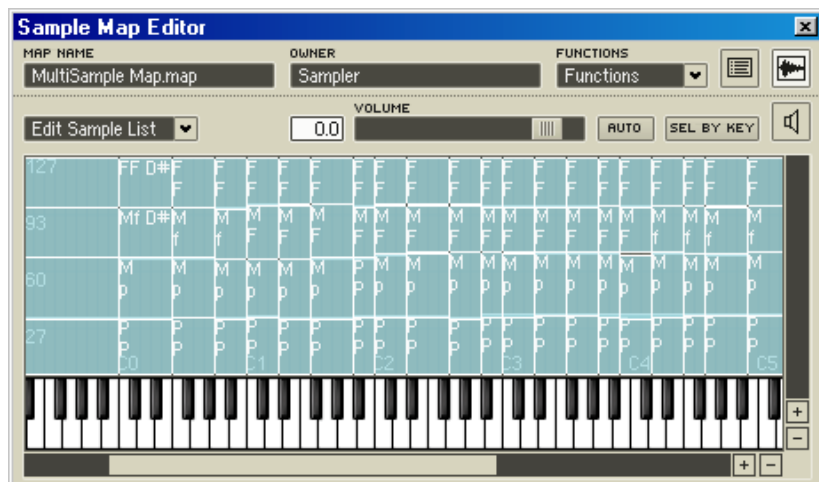 Sample Map Editor
MAP NAME OWNER FUNCTIONS
MultiSample Map.map Sampler Functions
VOLUME
Edit Sample List 0.0 AUTO SEL BY KEY
127 FF D# F F F F F F F F F F F F F F F F F
F F F F F F F F F F F F F F F F F
93 Mf D# M M M M M M M M M M M M M M M M M
f f F F F F F F F F F F F F f f f
60 M M M M M M P M M M M M M M M M M M
p p p p p p p p p p p p p p p p p p
27 P P P P P P P P P P P P P P P P P P
P P P P P P P P P P P P P P P P P P
C0 C1 C2 C3 C4 C5